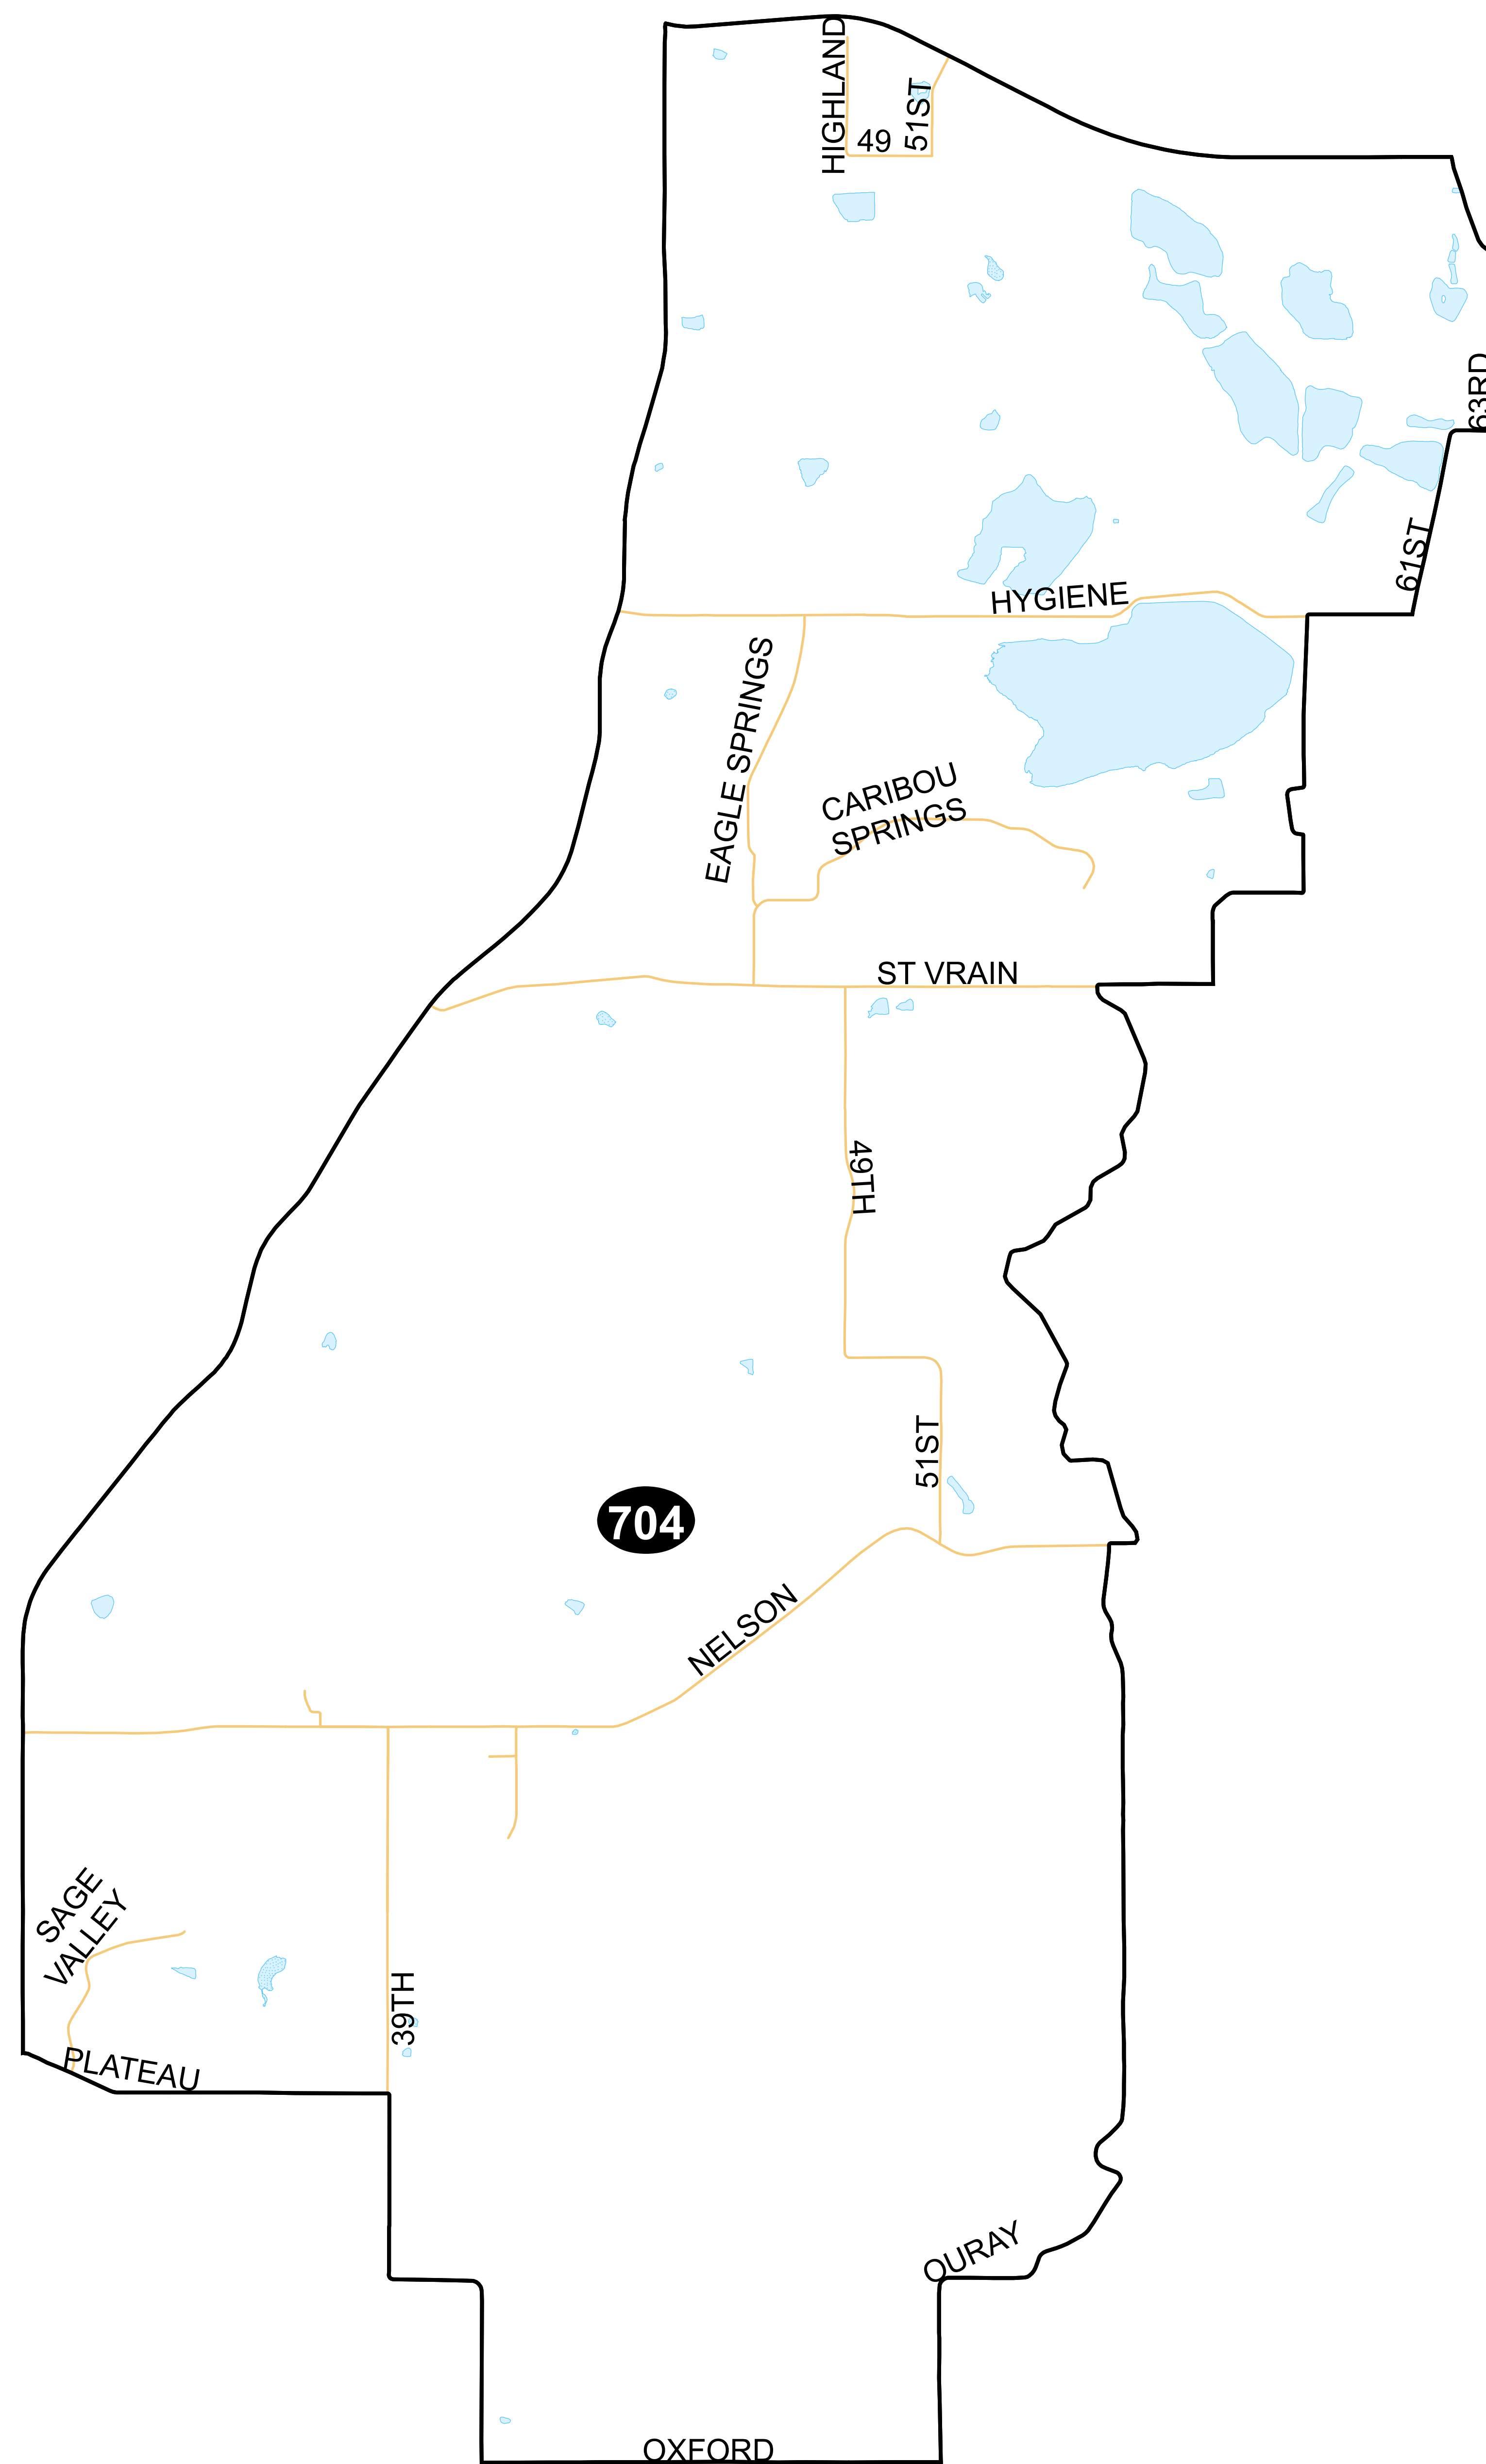 HIGHLAND
49
51ST
63RD
61ST
HYGIENE
EAGLE SPRINGS
CARIBOU
SPRINGS
ST VRAIN
49TH
51ST
704
NELSON
SAGE
VALLEY
39TH
PLATEAU
OURAY
OXFORD